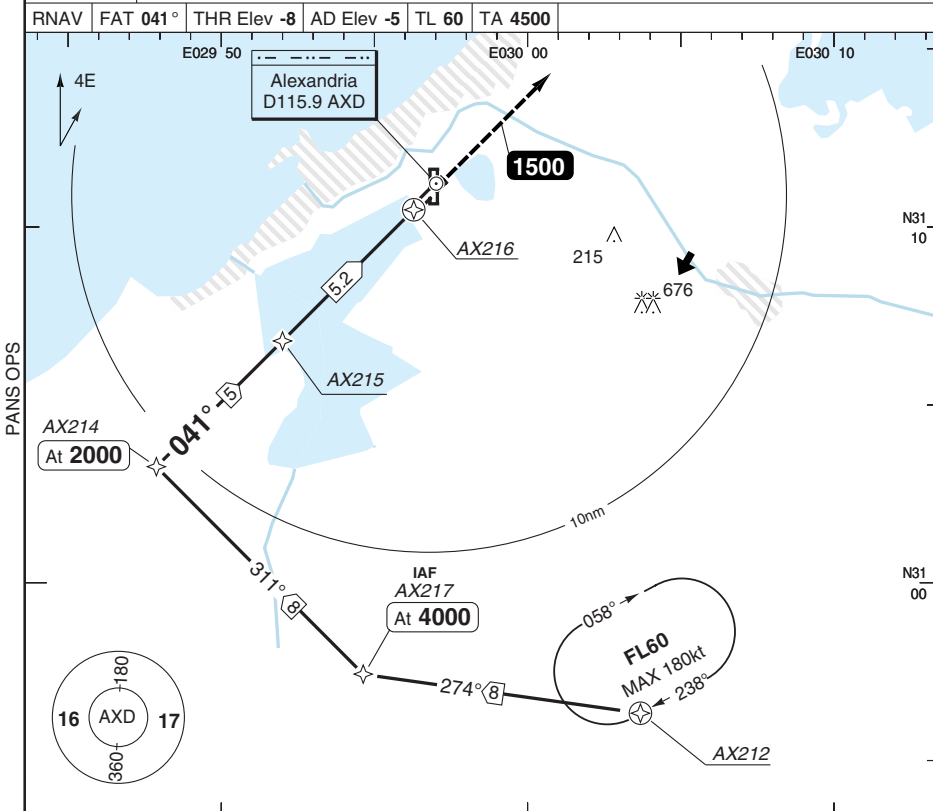 RNAV FAT 041° THR Elev -8 AD Elev -5 TL 60 TA 4500
E029 50
E030 00
E030 10
4E
Alexandria
D115.9 AXD
1500
N31
10
AX216
215
676
5.2
PANS OPS
AX215
5
041°
AX214
At 2000
10nm
311°
8
IAF
AX217
At 4000
N31
00
058°
FL60
MAX 180kt
238°
274°
8
180
16 AXD 17
360
AX212